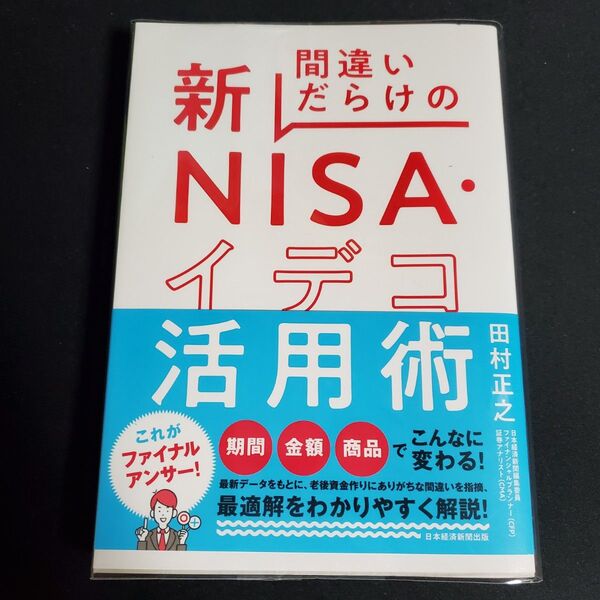 間違い
だらけの
新
NISA・
イデコ
活用術
田村正之
日本経済新聞編集委員
ファイナンシャルプランナー(CFP)
証券アナリスト(CMA)
これが
ファイナル
アンサー!
期間 金額 商品 で こんなに
変わる!
最新データをもとに、老後資金作りにありがちな間違いを指摘、
最適解をわかりやすく解説!
日本経済新聞出版